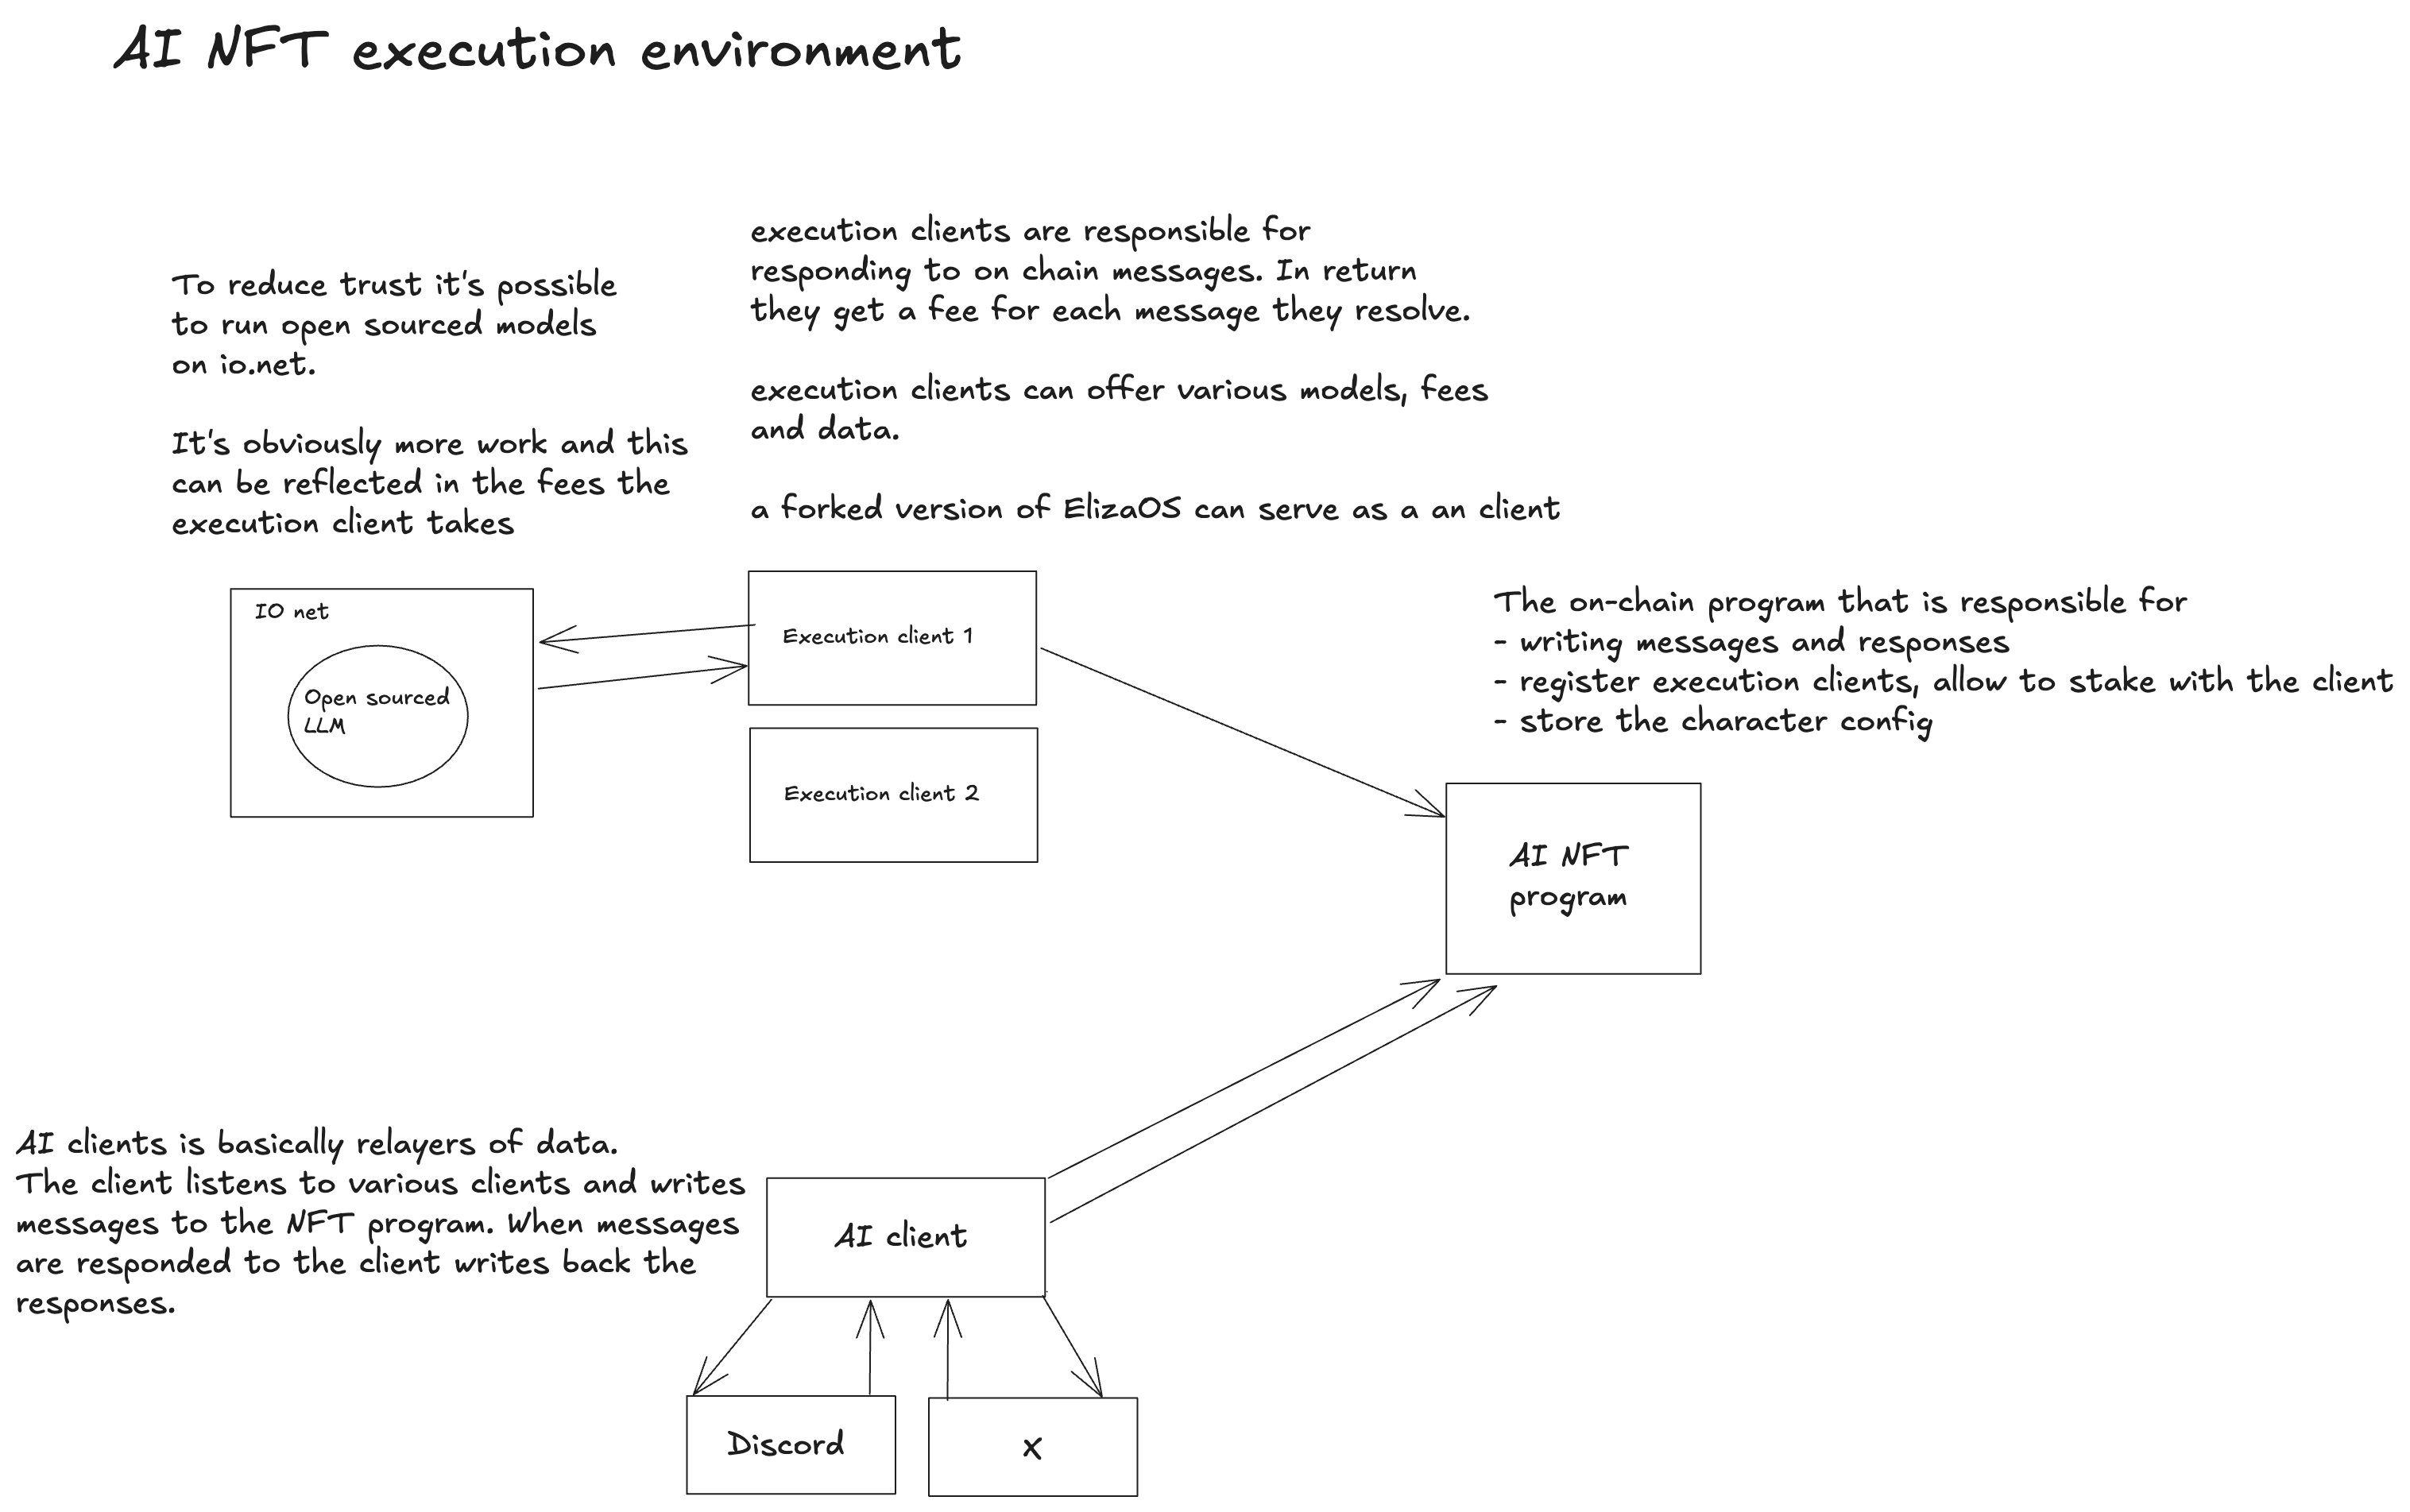 AI NFT execution environment
To reduce trust it's possible
to run open sourced models
on io.net.
It's obviously more work and this
can be reflected in the fees the
execution client takes
execution clients are responsible for
responding to on chain messages. In return
they get a fee for each message they resolve.
execution clients can offer various models, fees
and data.
a forked version of ElizaOS can serve as a an client
IO net
Open sourced
LLM
Execution client 1
Execution client 2
The on-chain program that is responsible for
- writing messages and responses
- register execution clients, allow to stake with the client
- store the character config
AI NFT
program
AI clients is basically relayers of data.
The client listens to various clients and writes
messages to the NFT program. When messages
are responded to the client writes back the
responses.
AI client
Discord
X